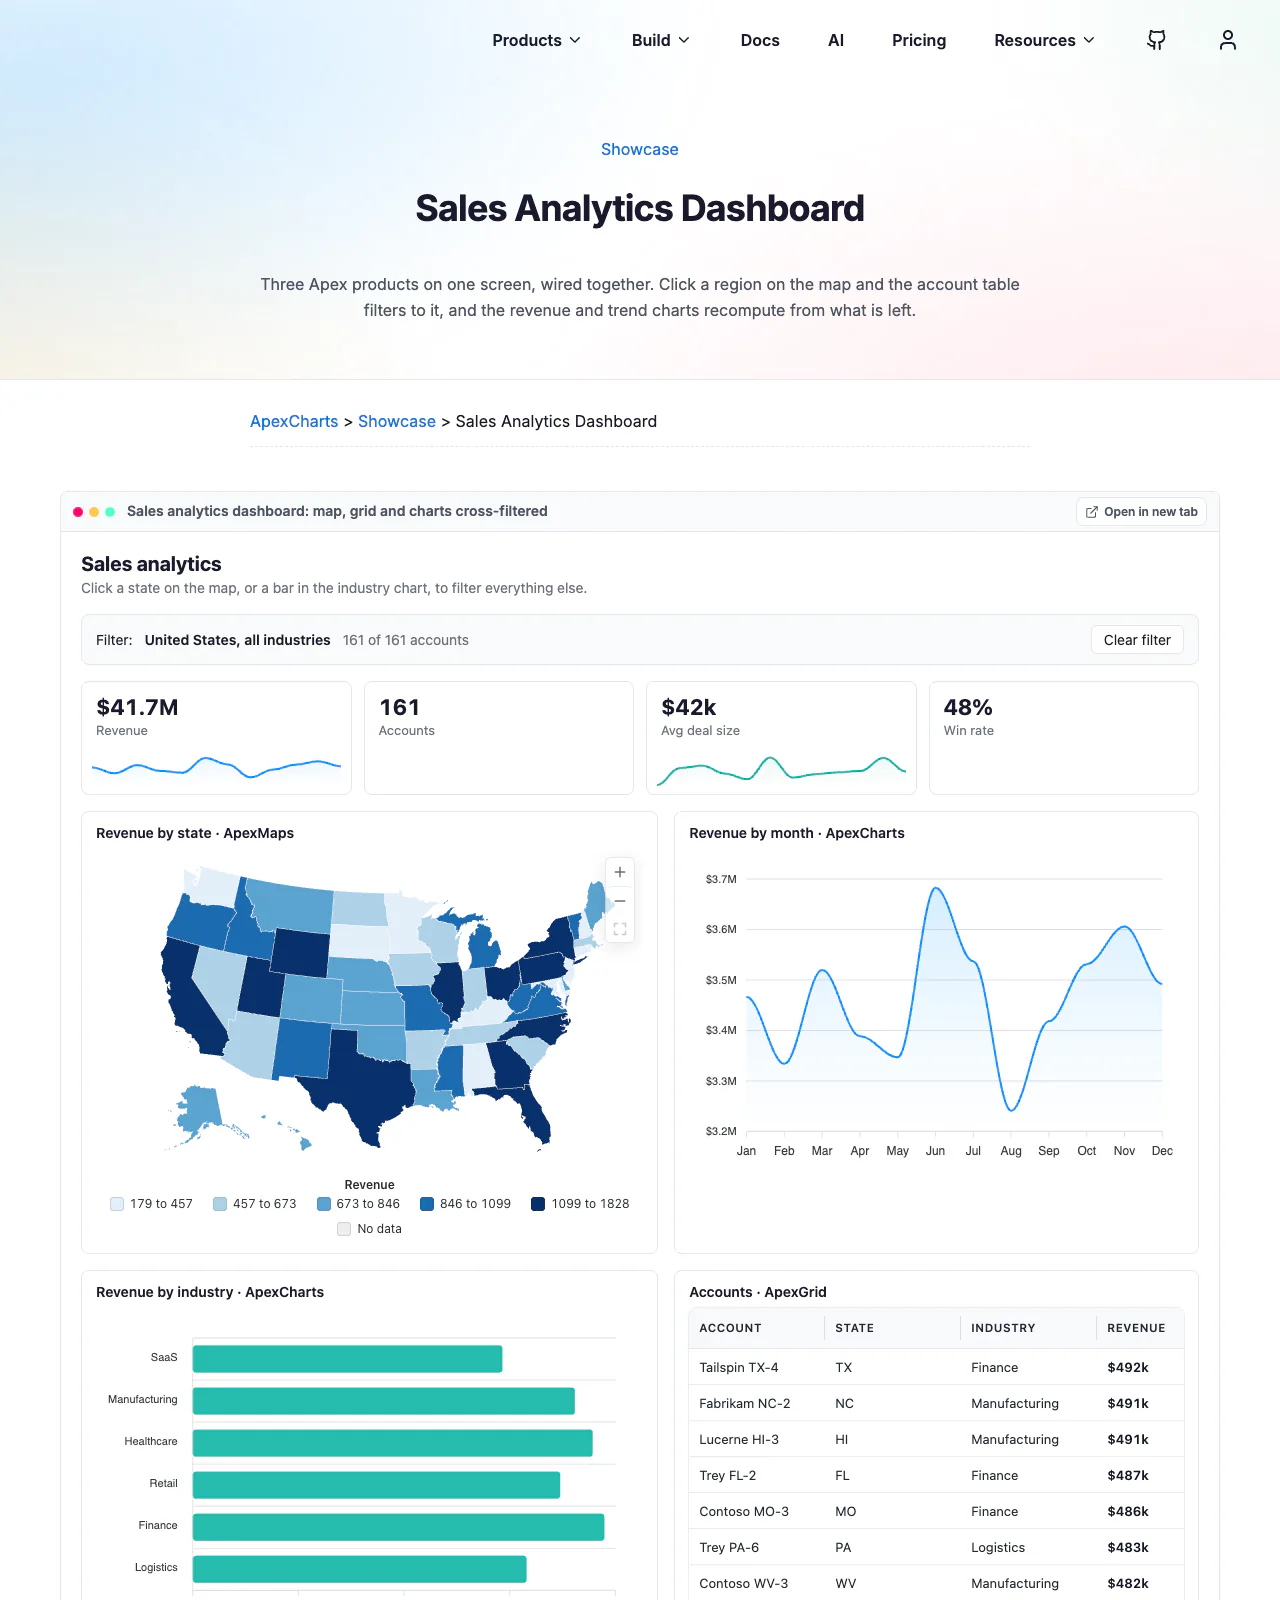 Products
Build
Docs
AI
Pricing
Resources
Showcase
Sales Analytics Dashboard
Three Apex products on one screen, wired together. Click a region on the map and the account table
filters to it, and the revenue and trend charts recompute from what is left.
ApexCharts > Showcase > Sales Analytics Dashboard
Sales analytics dashboard: map, grid and charts cross-filtered
Open in new tab
Sales analytics
Click a state on the map, or a bar in the industry chart, to filter everything else.
Filter: United States, all industries 161 of 161 accounts
Clear filter
$41.7M
Revenue
161
Accounts
$42k
Avg deal size
48%
Win rate
Revenue by state · ApexMaps
Revenue
179 to 457
457 to 673
673 to 846
846 to 1099
1099 to 1828
No data
Revenue by month · ApexCharts
$3.7M
$3.6M
$3.5M
$3.4M
$3.3M
$3.2M
Jan Feb Mar Apr May Jun Jul Aug Sep Oct Nov Dec
Revenue by industry · ApexCharts
SaaS
Manufacturing
Healthcare
Retail
Finance
Logistics
Accounts · ApexGrid
ACCOUNT STATE INDUSTRY REVENUE
Tailspin TX-4 TX Finance $492k
Fabrikam NC-2 NC Manufacturing $491k
Lucerne HI-3 HI Manufacturing $491k
Trey FL-2 FL Finance $487k
Contoso MO-3 MO Finance $486k
Trey PA-6 PA Logistics $483k
Contoso WV-3 WV Manufacturing $482k